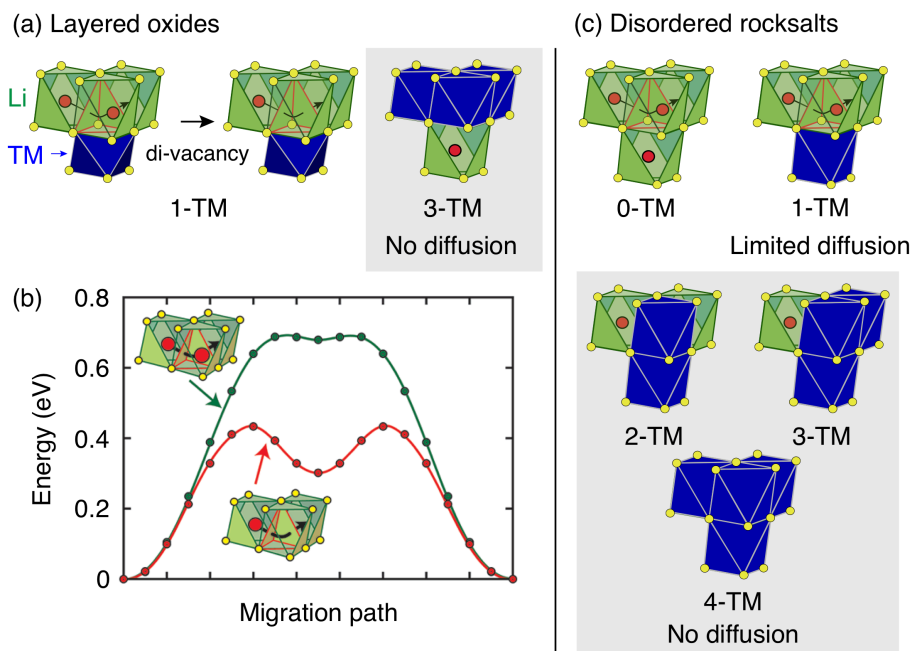 (a) Layered oxides
Li
TM
di-vacancy
1-TM
3-TM
No diffusion
(b)
0.8
0.6
0.4
0.2
0
Energy (eV)
Migration path
(c) Disordered rocksalts
0-TM
1-TM
Limited diffusion
2-TM
3-TM
4-TM
No diffusion